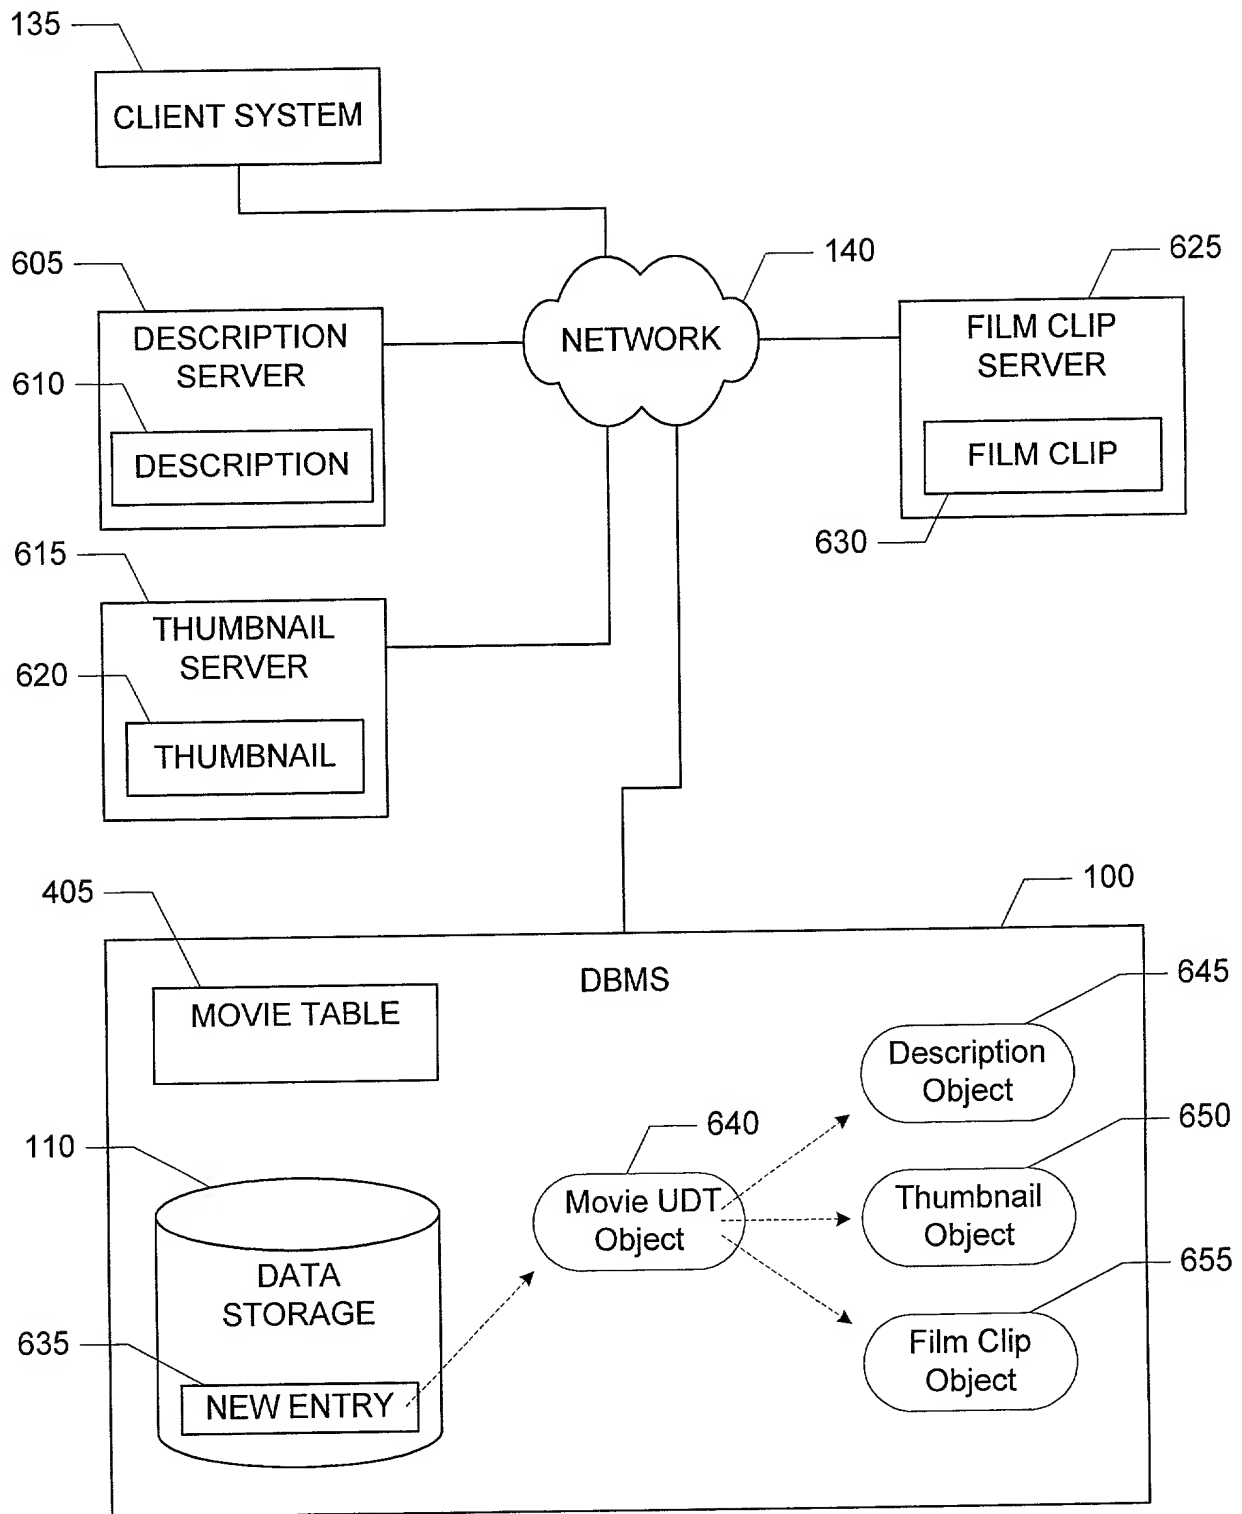 135
CLIENT SYSTEM
605
140
625
DESCRIPTION
SERVER
NETWORK
FILM CLIP
SERVER
610
DESCRIPTION
FILM CLIP
630
615
THUMBNAIL
SERVER
620
THUMBNAIL
405
100
DBMS
MOVIE TABLE
645
Description
Object
640
650
110
Movie UDT
Object
Thumbnail
Object
655
DATA
STORAGE
635
Film Clip
Object
NEW ENTRY